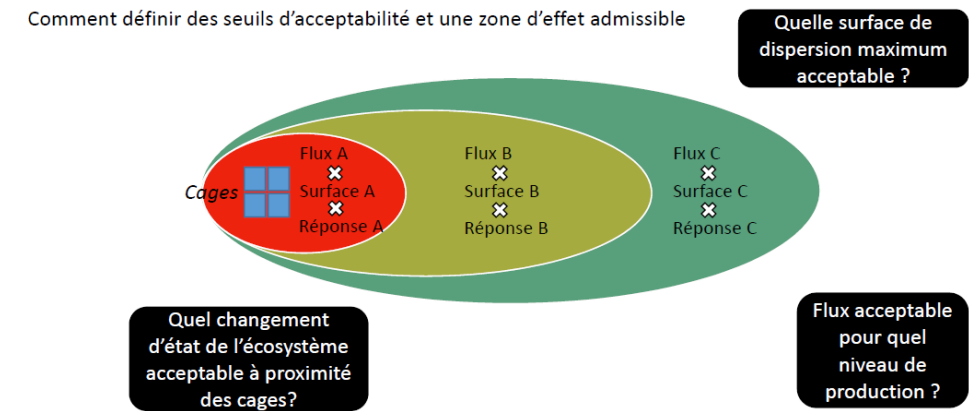 Comment définir des seuils d’acceptabilité et une zone d’effet admissible
Quelle surface de
dispersion maximum
acceptable ?
Flux A
Flux B
Flux C
Cages
Surface A
Surface B
Surface C
Réponse A
Réponse B
Réponse C
Quel changement
d’état de l’écosystème
acceptable à proximité
des cages?
Flux acceptable
pour quel
niveau de
production ?